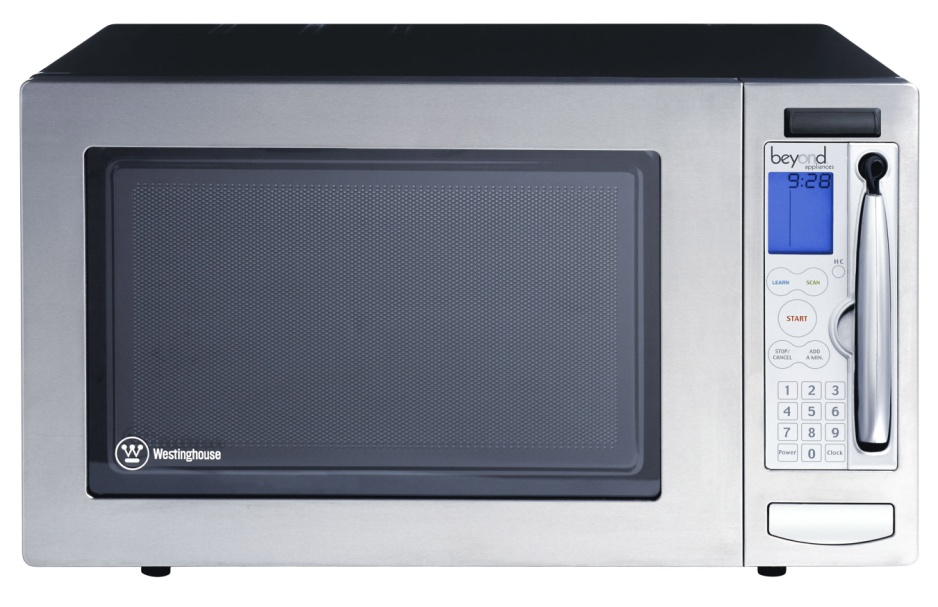 beyond
appliances
9:28
H C
LEARN SCAN
START
STOP/ ADD
CANCEL A MIN.
1 2 3
4 5 6
7 8 9
Power 0 Clock
Westinghouse